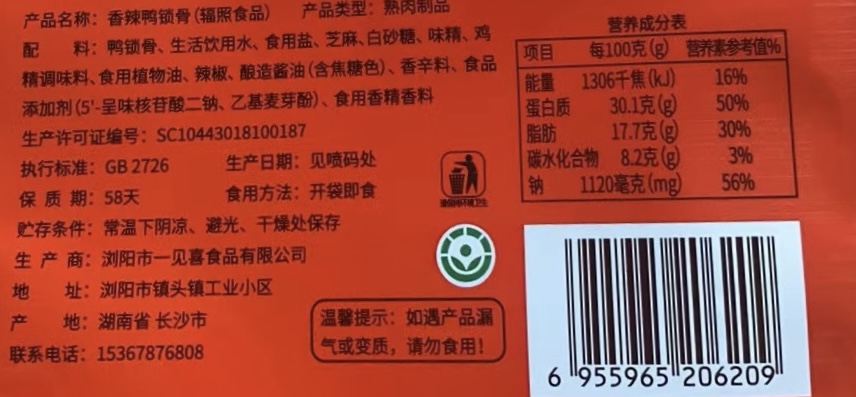 产品名称：香辣鸭锁骨（辐照食品） 产品类型：熟肉制品
配 料：鸭锁骨、生活饮用水、食用盐、芝麻、白砂糖、味精、鸡
精调味料、食用植物油、辣椒、酿造酱油（含焦糖色）、香辛料、食品
添加剂（5'-呈味核苷酸二钠、乙基麦芽酚）、食用香精香料
生产许可证编号：SC10443018100187
执行标准：GB 2726 生产日期：见喷码处
保 质 期：58天 食用方法：开袋即食
贮存条件：常温下阴凉、避光、干燥处保存
生 产 商：浏阳市一见喜食品有限公司
地 址：浏阳市镇头镇工业小区
产 地：湖南省 长沙市
联系电话：15367876808
温馨提示：如遇产品漏
气或变质，请勿食用！
营养成分表
项目 每100克(g) 营养素参考值%
能量 1306千焦(kJ) 16%
蛋白质 30.1克(g) 50%
脂肪 17.7克(g) 30%
碳水化合物 8.2克(g) 3%
钠 1120毫克(mg) 56%
6 955965 206209